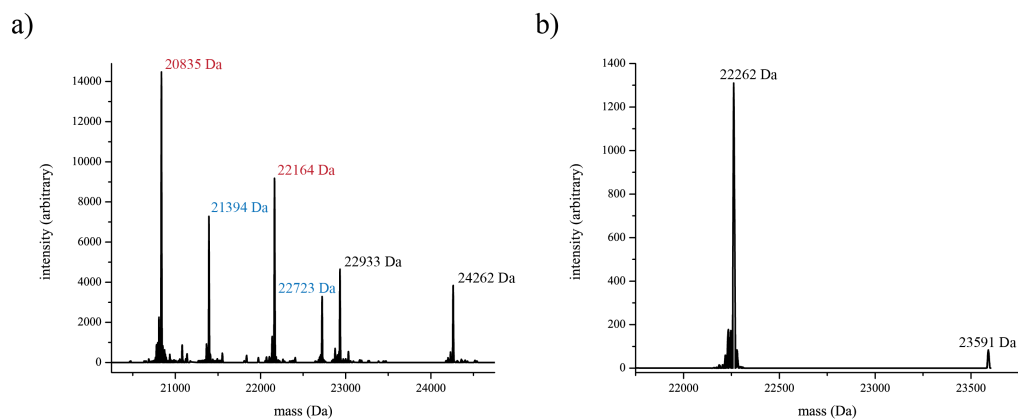 a)
20835 Da
22164 Da
21394 Da
22933 Da
22723 Da
24262 Da
14000
12000
10000
8000
6000
4000
2000
0
intensity (arbitrary)
21000 22000 23000 24000
mass (Da)
b)
22262 Da
23591 Da
1400
1200
1000
800
600
400
200
0
intensity (arbitrary)
22000 22500 23000 23500
mass (Da)